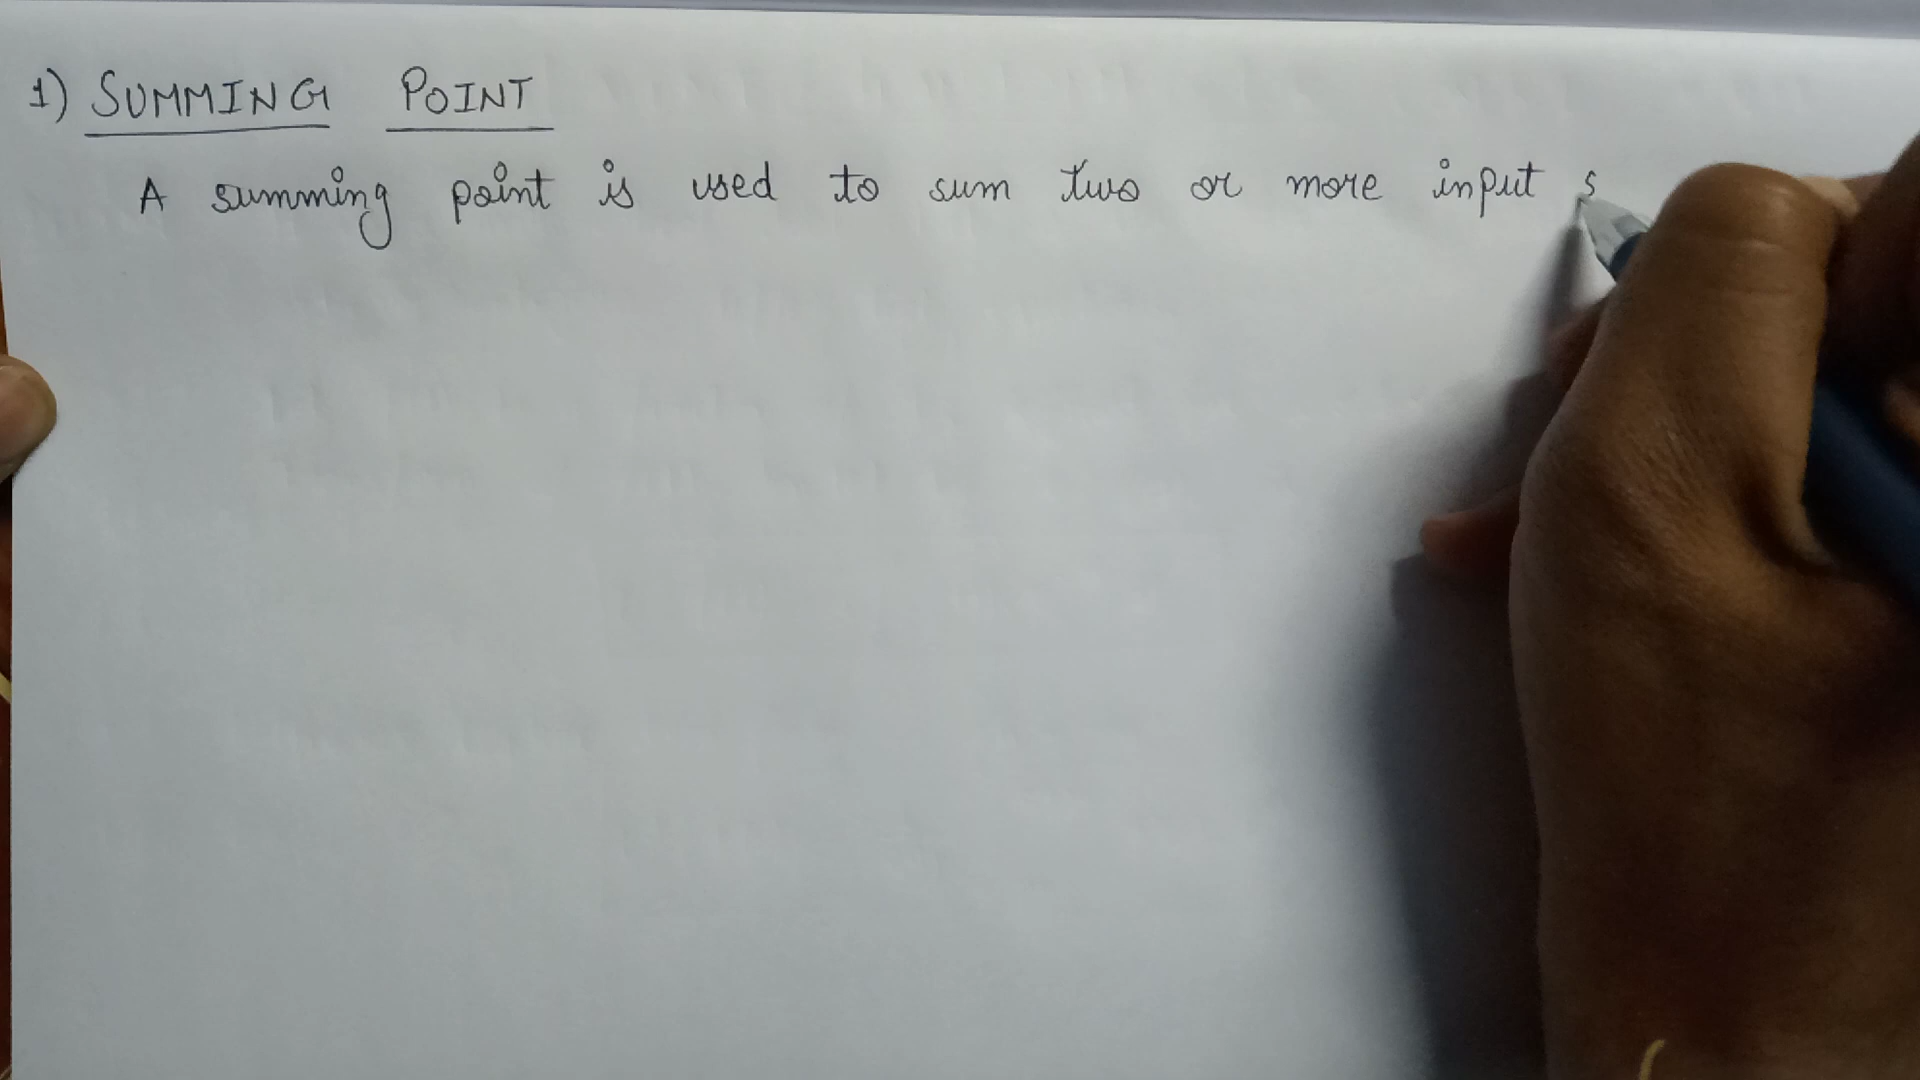 1) SUMMING POINT
A summing point is used to sum two or more input s